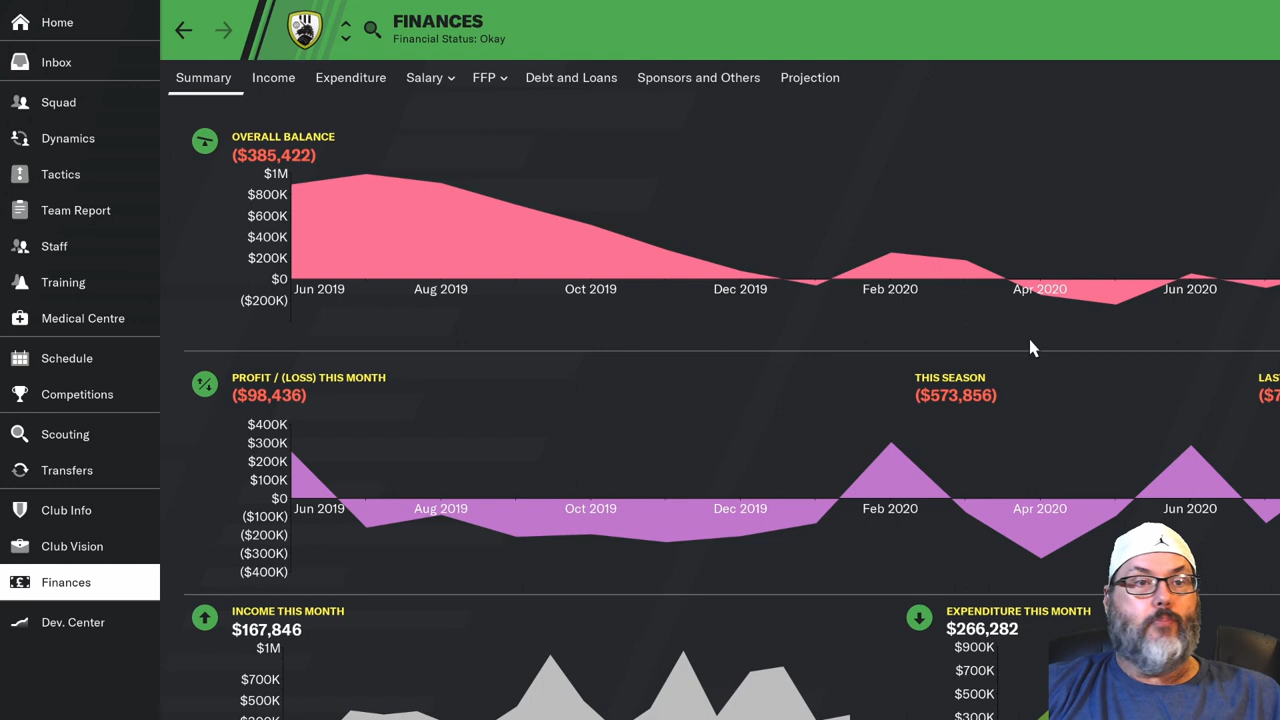 Home
Inbox
Squad
Dynamics
Tactics
Team Report
Staff
Training
Medical Centre
Schedule
Competitions
Scouting
Transfers
Club Info
Club Vision
Finances
Dev. Center
FINANCES
Financial Status: Okay
Summary Income Expenditure Salary FFP Debt and Loans Sponsors and Others Projection
OVERALL BALANCE
($385,422)
$1M
$800K
$600K
$400K
$200K
$0
($200K)
Jun 2019 Aug 2019 Oct 2019 Dec 2019 Feb 2020 Apr 2020 Jun 2020
PROFIT / (LOSS) THIS MONTH
($98,436)
THIS SEASON
($573,856)
LAS
($7
$400K
$300K
$200K
$100K
$0
($100K)
($200K)
($300K)
($400K)
Jun 2019 Aug 2019 Oct 2019 Dec 2019 Feb 2020 Apr 2020 Jun 2020
INCOME THIS MONTH
$167,846
$1M
$700K
$500K
EXPENDITURE THIS MONTH
$266,282
$900K
$700K
$500K
$300K